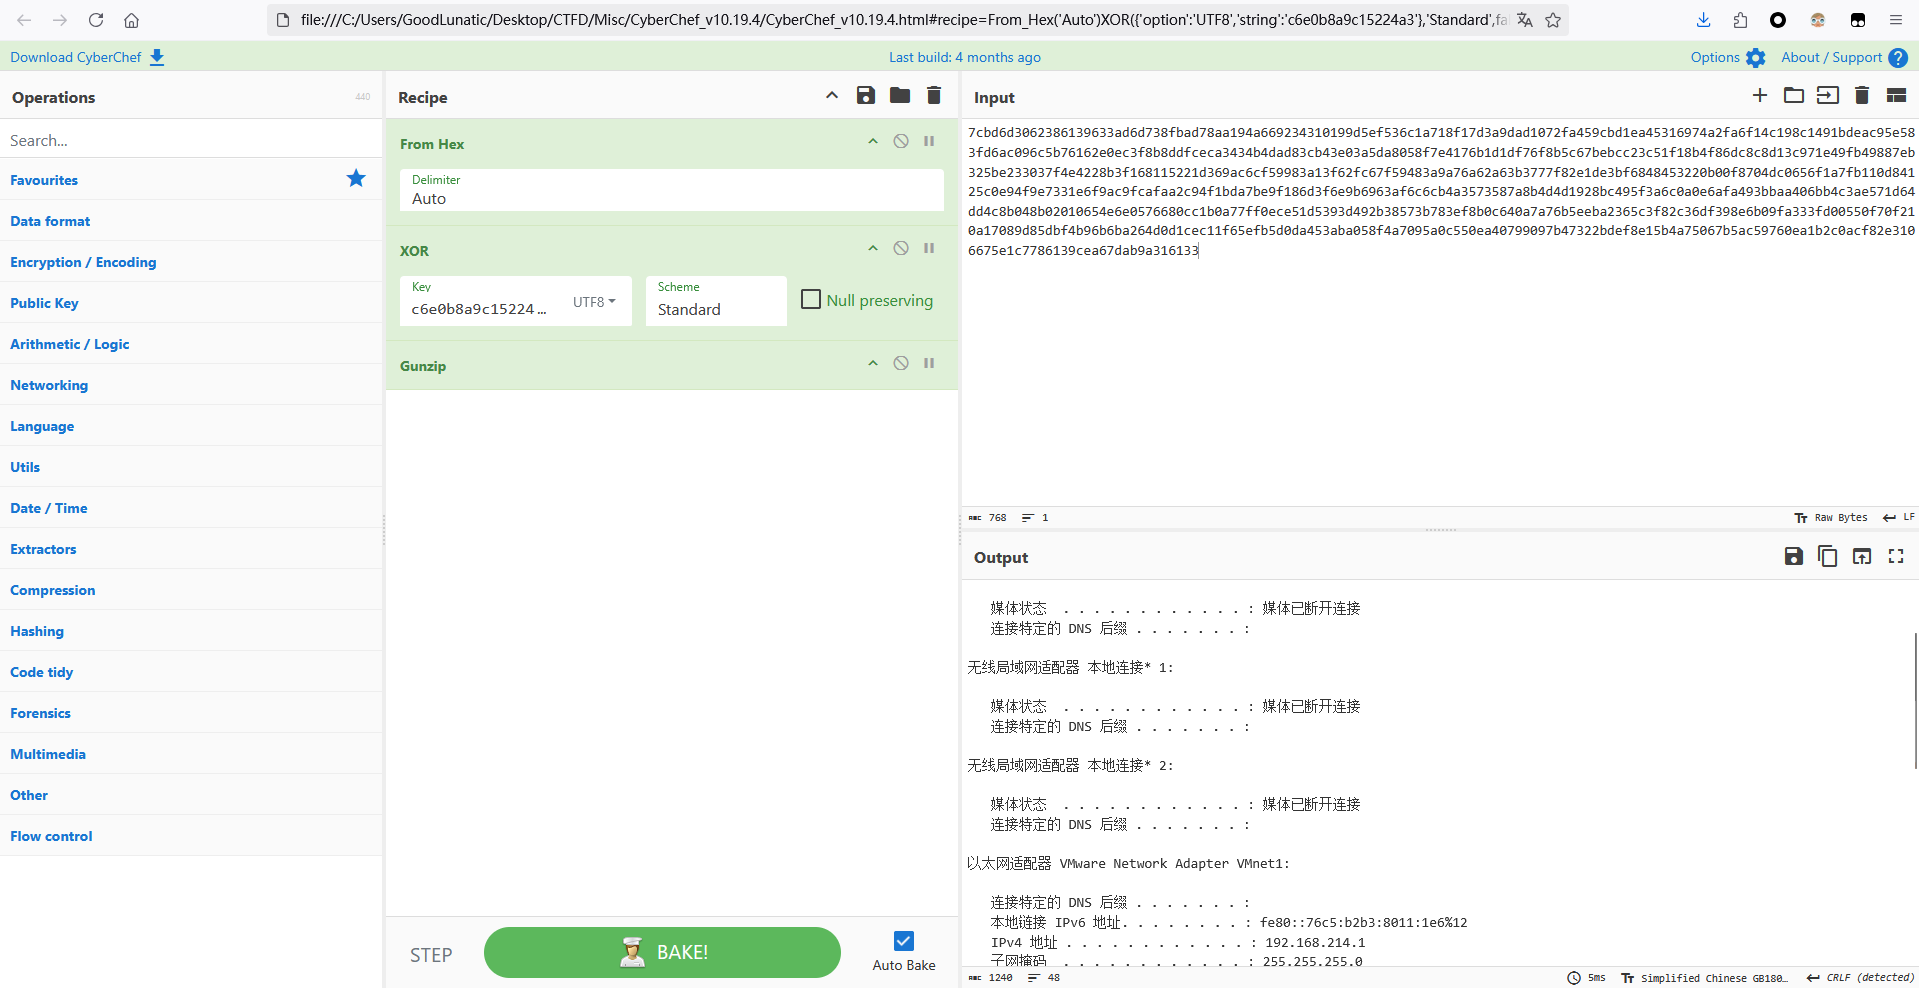 file:///C:/Users/GoodLunatic/Desktop/CTFD/Misc/CyberChef_v10.19.4/CyberChef_v10.19.4.html#recipe=From_Hex('Auto')XOR({'option':'UTF8','string':'c6e0b8a9c15224a3'},'Standard',fal
Download CyberChef
Last build: 4 months ago
Options
About / Support
Operations
440
Search...
Favourites
Data format
Encryption / Encoding
Public Key
Arithmetic / Logic
Networking
Language
Utils
Date / Time
Extractors
Compression
Hashing
Code tidy
Forensics
Multimedia
Other
Flow control
Recipe
From Hex
Delimiter
Auto
XOR
Key
c6e0b8a9c15224...
UTF8
Scheme
Standard
Null preserving
Gunzip
STEP
BAKE!
Auto Bake
Input
7cbd6d3062386139633ad6d738fbad78aa194a669234310199d5ef536c1a718f17d3a9dad1072fa459cbd1ea45316974a2fa6f14c198c1491bdeac95e58
3fd6ac096c5b76162e0ec3f8b8ddfceca3434b4dad83cb43e03a5da8058f7e4176b1d1df76f8b5c67bebcc23c51f18b4f86dc8c8d13c971e49fb49887eb
325be233037f4e4228b3f168115221d369ac6cf59983a13f62fc67f59483a9a76a62a63b3777f82e1de3bf6848453220b00f8704dc0656f1a7fb110d841
25c0e94f9e7331e6f9ac9fcafaa2c94f1bda7be9f186d3f6e9b6963af6c6cb4a3573587a8b4d4d1928bc495f3a6c0a0e6afa493bbaa406bb4c3ae571d64
dd4c8b048b02010654e6e0576680cc1b0a77ff0ece51d5393d492b38573b783ef8b0c640a7a76b5eeba2365c3f82c36df398e6b09fa333fd00550f70f21
0a17089d85dbf4b96b6ba264d0d1cec11f65efb5d0da453aba058f4a7095a0c550ea40799097b47322bdef8e15b4a75067b5ac59760ea1b2c0acf82e310
6675e1c7786139cea67dab9a316133
768
1
Raw Bytes
LF
Output
媒体状态 . . . . . . . . . . . . : 媒体已断开连接
连接特定的 DNS 后缀 . . . . . . . :
无线局域网适配器 本地连接* 1:
媒体状态 . . . . . . . . . . . . : 媒体已断开连接
连接特定的 DNS 后缀 . . . . . . . :
无线局域网适配器 本地连接* 2:
媒体状态 . . . . . . . . . . . . : 媒体已断开连接
连接特定的 DNS 后缀 . . . . . . . :
以太网适配器 VMware Network Adapter VMnet1:
连接特定的 DNS 后缀 . . . . . . . :
本地链接 IPv6 地址. . . . . . . . : fe80::76c5:b2b3:8011:1e6%12
IPv4 地址 . . . . . . . . . . . . : 192.168.214.1
子网掩码 . . . . . . . . . . . . : 255.255.255.0
1240
48
5ms
Simplified Chinese GB180…
CRLF (detected)